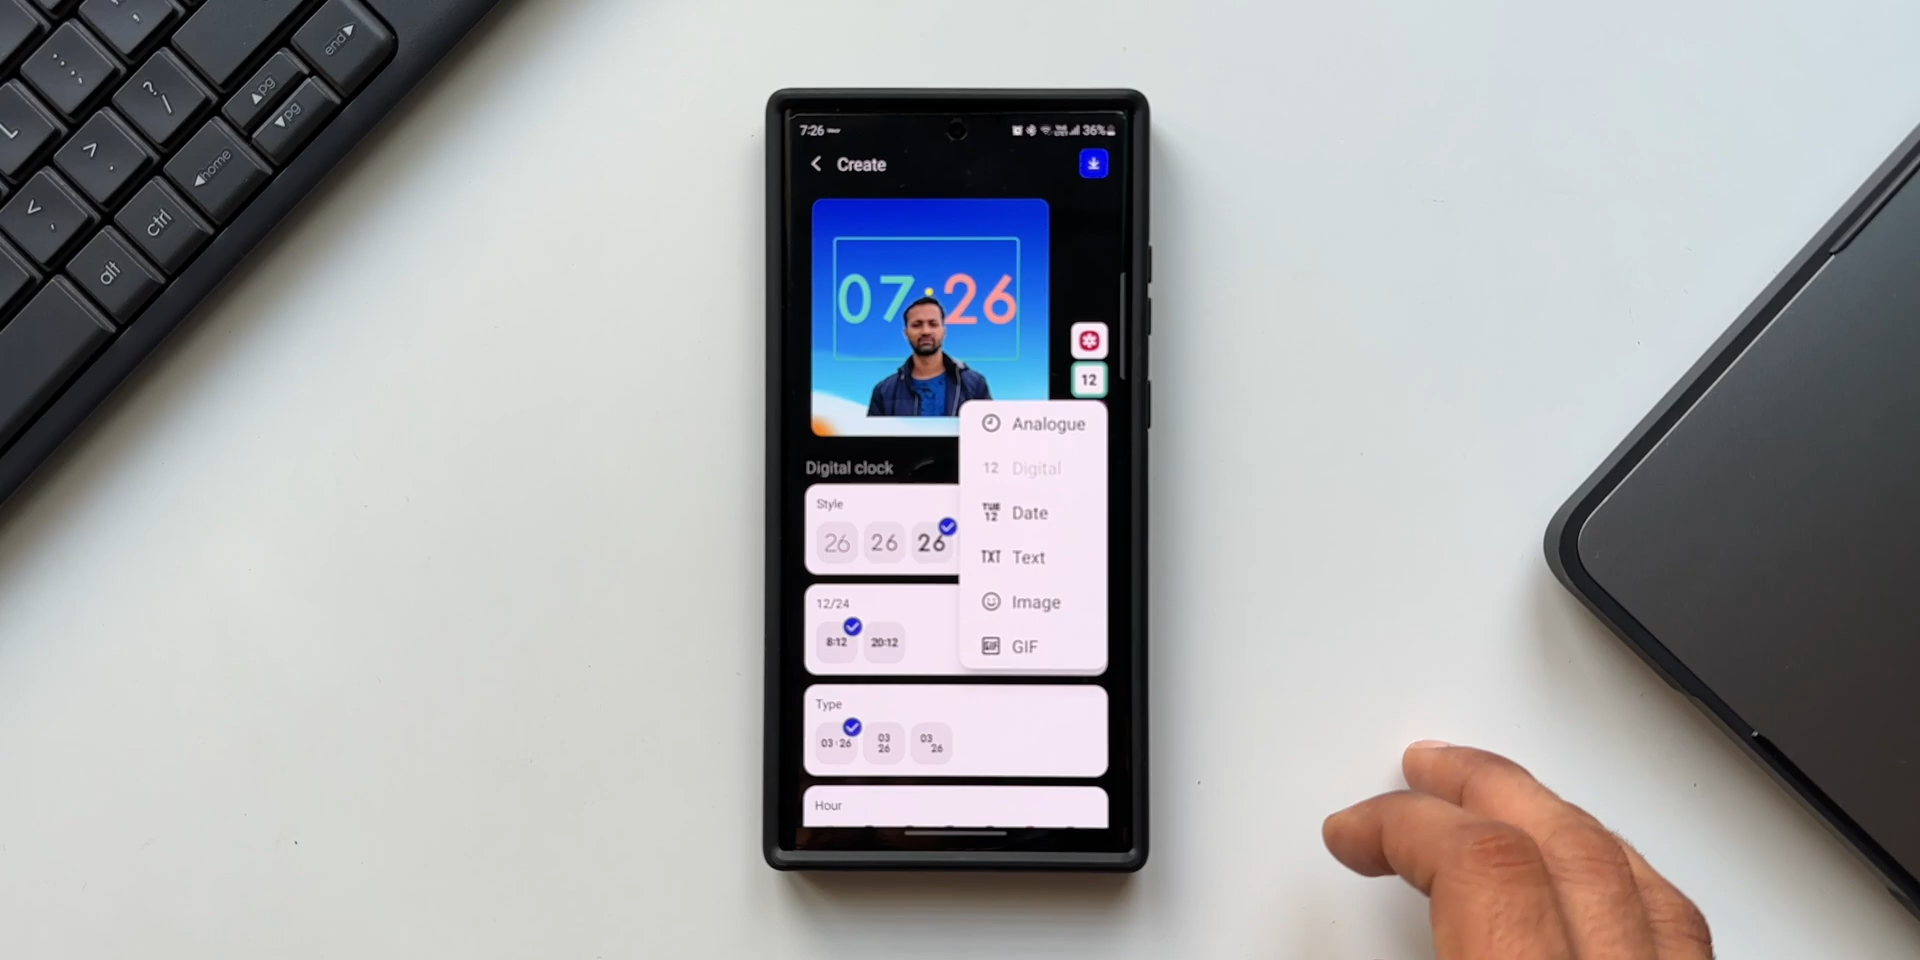 end
? /
pg
pg
home
ctrl
alt
7:26
36%
Create
07:26
12
Analogue
12 Digital
TUE 12 Date
TXT Text
Image
GIF GIF
Digital clock
Style
26 26 26
12/24
8:12 20:12
Type
03:26 03 26 03 26
Hour